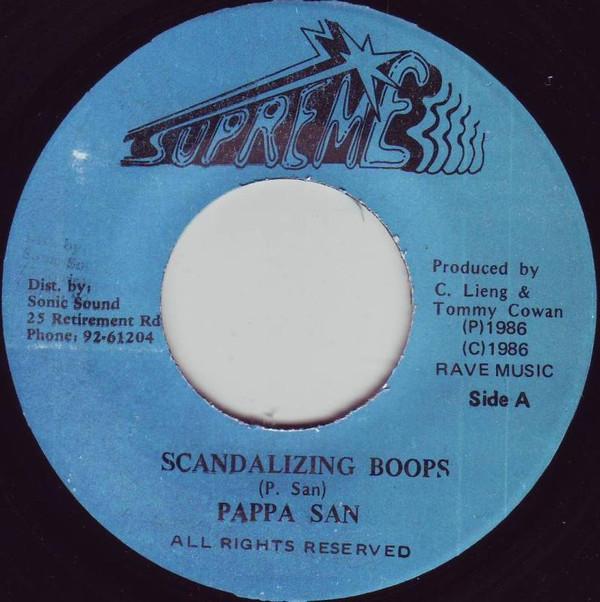 SUPREME
Dist. by:
Sonic Sound
25 Retirement Rd
Phone: 92-61204
Produced by
C. Lieng &
Tommy Cowan
(P)1986
(C)1986
RAVE MUSIC
Side A
SCANDALIZING BOOPS
(P. San)
PAPPA SAN
ALL RIGHTS RESERVED